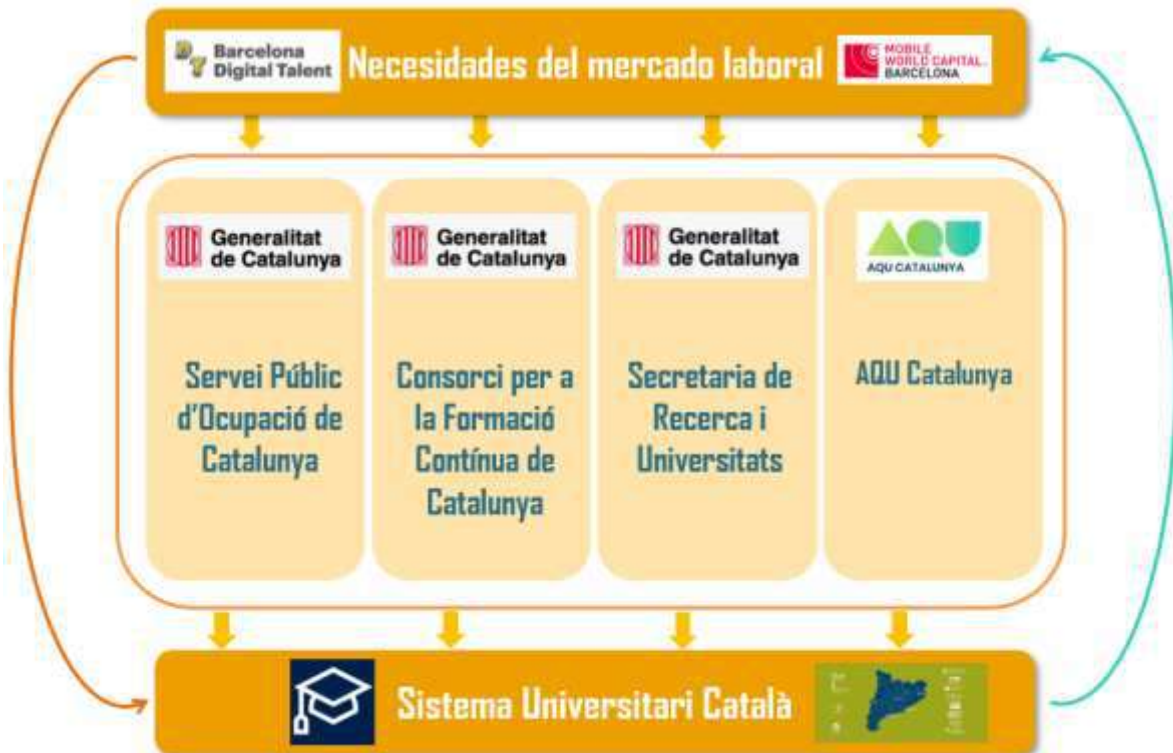 Barcelona
Digital Talent
Necesidades del mercado laboral
MOBILE
WORLD CAPITAL
BARCELONA
Generalitat
de Catalunya
Generalitat
de Catalunya
Generalitat
de Catalunya
AQU
AQU CATALUNYA
Servei Públic
d'Ocupació de
Catalunya
Consorci per a
la Formació
Contínua de
Catalunya
Secretaria de
Recerca i
Universitats
AQU Catalunya
Sistema Universitari Català